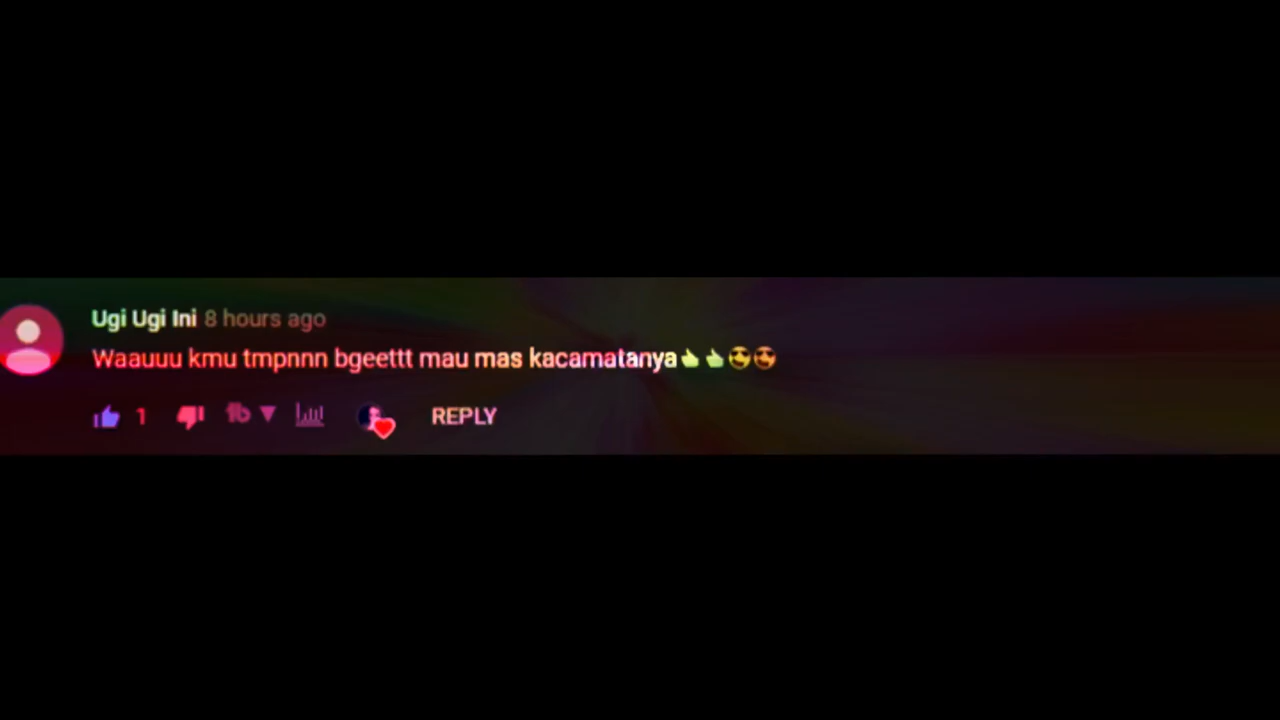 Ugi Ugi Ini 8 hours ago
Waauuu kmu tmpnnn bgeettt mau mas kacamatanya👍👍😍😍
1 REPLY